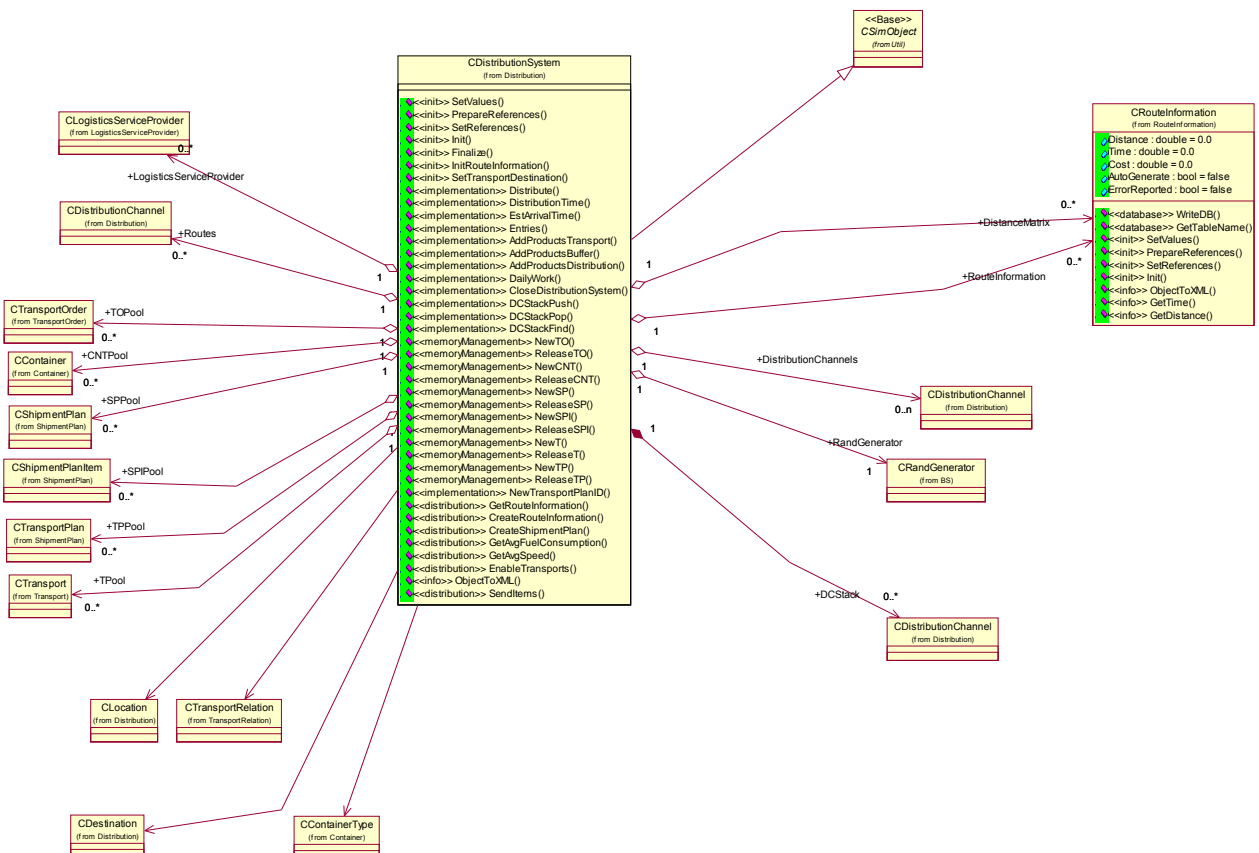 <<Base>>
CSimObject
(from Util)
CDistributionSystem
(from Distribution)
<<init>> SetValues()
<<init>> PrepareReferences()
<<init>> SetReferences()
<<init>> Init()
<<init>> Finalize()
<<init>> InitRouteInformation()
<<init>> SetTransportDestination()
<<implementation>> Distribute()
<<implementation>> DistributionTime()
<<implementation>> EstArrivalTime()
<<implementation>> Entries()
<<implementation>> AddProductsTransport()
<<implementation>> AddProductsBuffer()
<<implementation>> AddProductsDistribution()
<<implementation>> DailyWork()
<<implementation>> CloseDistributionSystem()
<<implementation>> DCStackPush()
<<implementation>> DCStackPop()
<<implementation>> DCStackFind()
<<memoryManagement>> NewTO()
<<memoryManagement>> ReleaseTO()
<<memoryManagement>> NewCNT()
<<memoryManagement>> ReleaseCNT()
<<memoryManagement>> NewSP()
<<memoryManagement>> ReleaseSP()
<<memoryManagement>> NewSPI()
<<memoryManagement>> ReleaseSPI()
<<memoryManagement>> NewT()
<<memoryManagement>> ReleaseT()
<<memoryManagement>> NewTP()
<<memoryManagement>> ReleaseTP()
<<implementation>> NewTransportPlanID()
<<distribution>> GetRouteInformation()
<<distribution>> CreateRouteInformation()
<<distribution>> CreateShipmentPlan()
<<distribution>> GetAvgFuelConsumption()
<<distribution>> GetAvgSpeed()
<<distribution>> EnableTransports()
<<info>> ObjectToXML()
<<distribution>> SendItems()
CLogisticsServiceProvider
(from LogisticsServiceProvider)
0..*
+LogisticsServiceProvider
1
CDistributionChannel
(from Distribution)
+Routes
0..*
1
CTransportOrder
(from TransportOrder)
+TOPool
0..*
1
CContainer
(from Container)
+CNTPool
0..*
1
CShipmentPlan
(from ShipmentPlan)
+SPPool
0..*
1
CShipmentPlanItem
(from ShipmentPlan)
+SPIPool
0..*
1
CTransportPlan
(from ShipmentPlan)
+TPPool
0..*
1
CTransport
(from Transport)
+TPool
0..*
1
CLocation
(from Distribution)
CTransportRelation
(from TransportRelation)
CDestination
(from Distribution)
CContainerType
(from Container)
CRouteInformation
(from RouteInformation)
Distance : double = 0.0
Time : double = 0.0
Cost : double = 0.0
AutoGenerate : bool = false
ErrorReported : bool = false
<<database>> WriteDB()
<<database>> GetTableName()
<<init>> SetValues()
<<init>> PrepareReferences()
<<init>> SetReferences()
<<init>> Init()
<<info>> ObjectToXML()
<<info>> GetTime()
<<info>> GetDistance()
0..*
+DistanceMatrix
1
0..*
+RouteInformation
1
+DistributionChannels
1
0..n
CDistributionChannel
(from Distribution)
1
+RandGenerator
1
CRandGenerator
(from BS)
1
+DCStack
0..*
CDistributionChannel
(from Distribution)